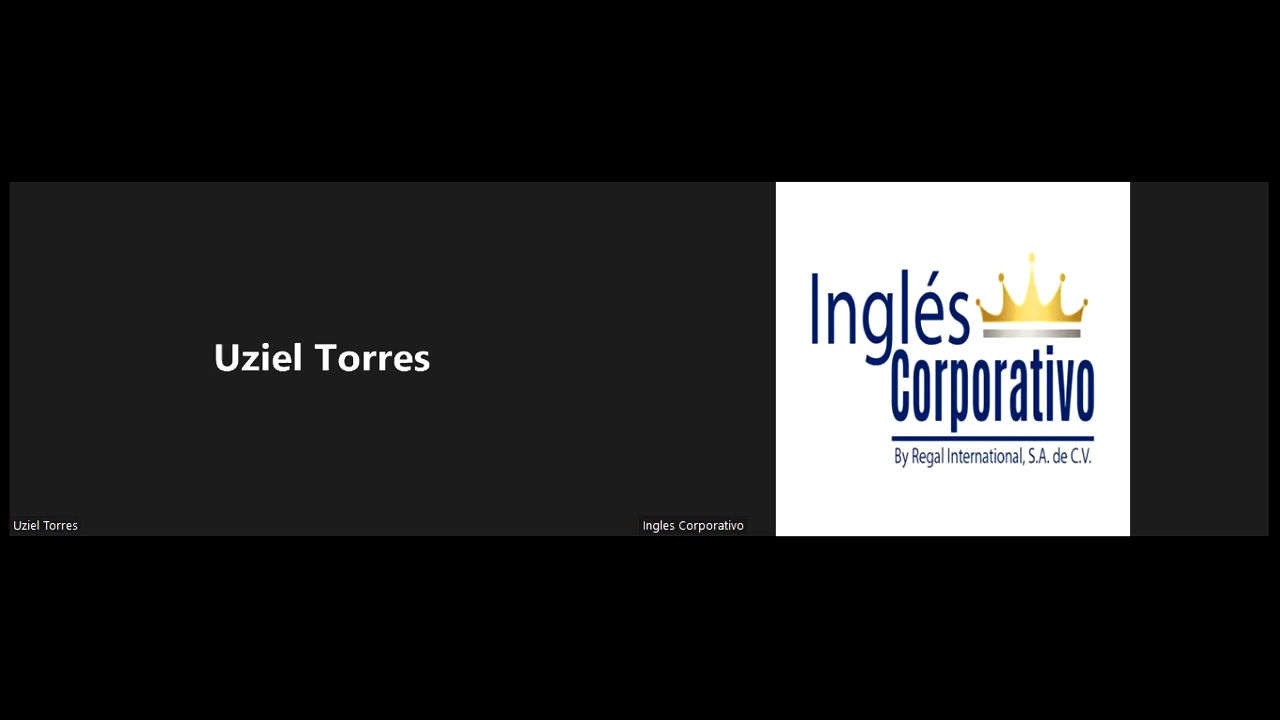 Uziel Torres
Uziel Torres
Ingles Corporativo
Inglés
Corporativo
By Regal International, S.A. de C.V.